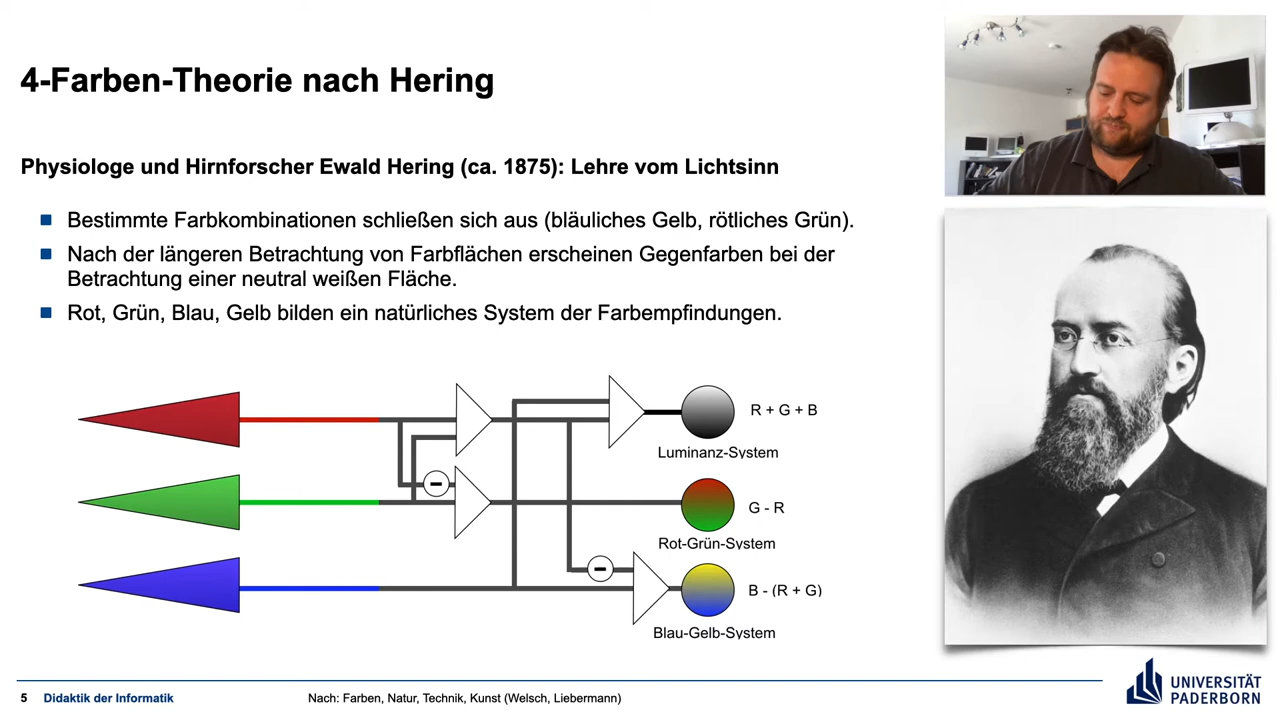 4-Farben-Theorie nach Hering
Physiologe und Hirnforscher Ewald Hering (ca. 1875): Lehre vom Lichtsinn
Bestimmte Farbkombinationen schließen sich aus (bläuliches Gelb, rötliches Grün).
Nach der längeren Betrachtung von Farbflächen erscheinen Gegenfarben bei der
Betrachtung einer neutral weißen Fläche.
Rot, Grün, Blau, Gelb bilden ein natürliches System der Farbempfindungen.
R + G + B
Luminanz-System
-
G - R
Rot-Grün-System
-
B - (R + G)
Blau-Gelb-System
5 Didaktik der Informatik
Nach: Farben, Natur, Technik, Kunst (Welsch, Liebermann)
UNIVERSITÄT
PADERBORN